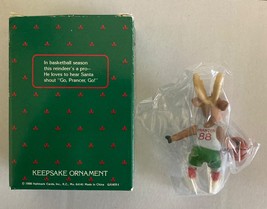 In basketball season
this reindeer's a pro—
He loves to hear Santa
shout "Go, Prancer, Go!"
KEEPSAKE ORNAMENT
88